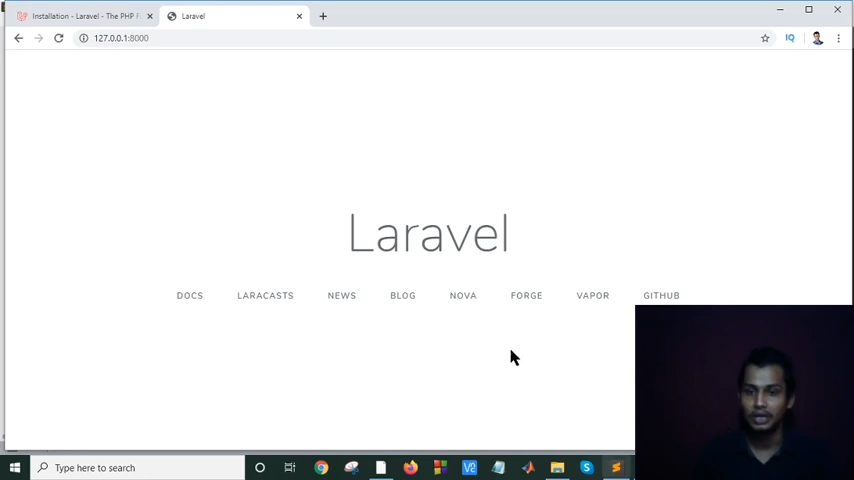 Installation - Laravel - The PHP F
Laravel
127.0.0.1:8000
IQ
Laravel
DOCS LARACASTS NEWS BLOG NOVA FORGE VAPOR GITHUB
Type here to search